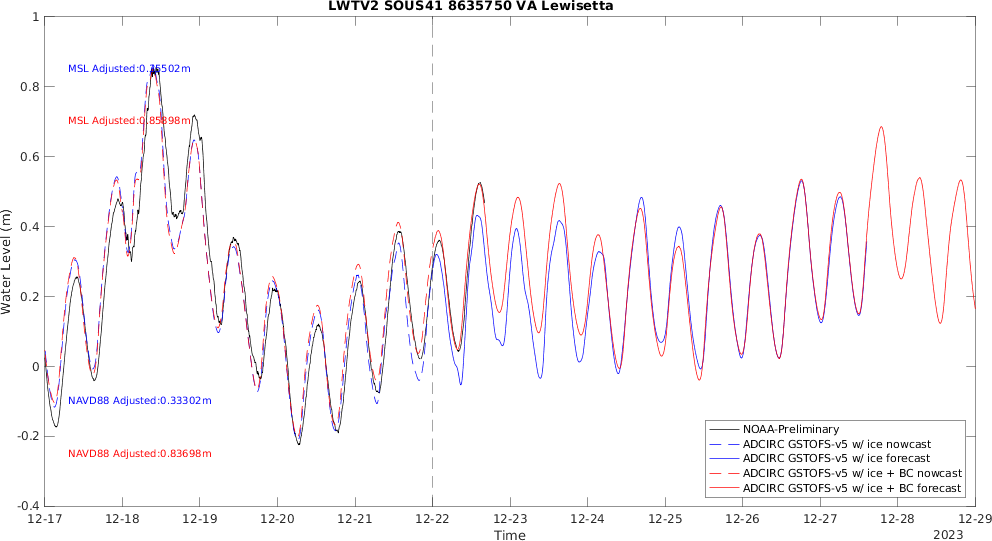 LWTV2 SOUS41 8635750 VA Lewisetta
1
0.8
0.6
0.4
0.2
0
-0.2
-0.4
Water Level (m)
MSL Adjusted:0.35502m
MSL Adjusted:0.85898m
NAVD88 Adjusted:0.33302m
NAVD88 Adjusted:0.83698m
NOAA-Preliminary
ADCIRC GSTOFS-v5 w/ ice nowcast
ADCIRC GSTOFS-v5 w/ ice forecast
ADCIRC GSTOFS-v5 w/ ice + BC nowcast
ADCIRC GSTOFS-v5 w/ ice + BC forecast
12-17 12-18 12-19 12-20 12-21 12-22 12-23 12-24 12-25 12-26 12-27 12-28 12-29
Time
2023